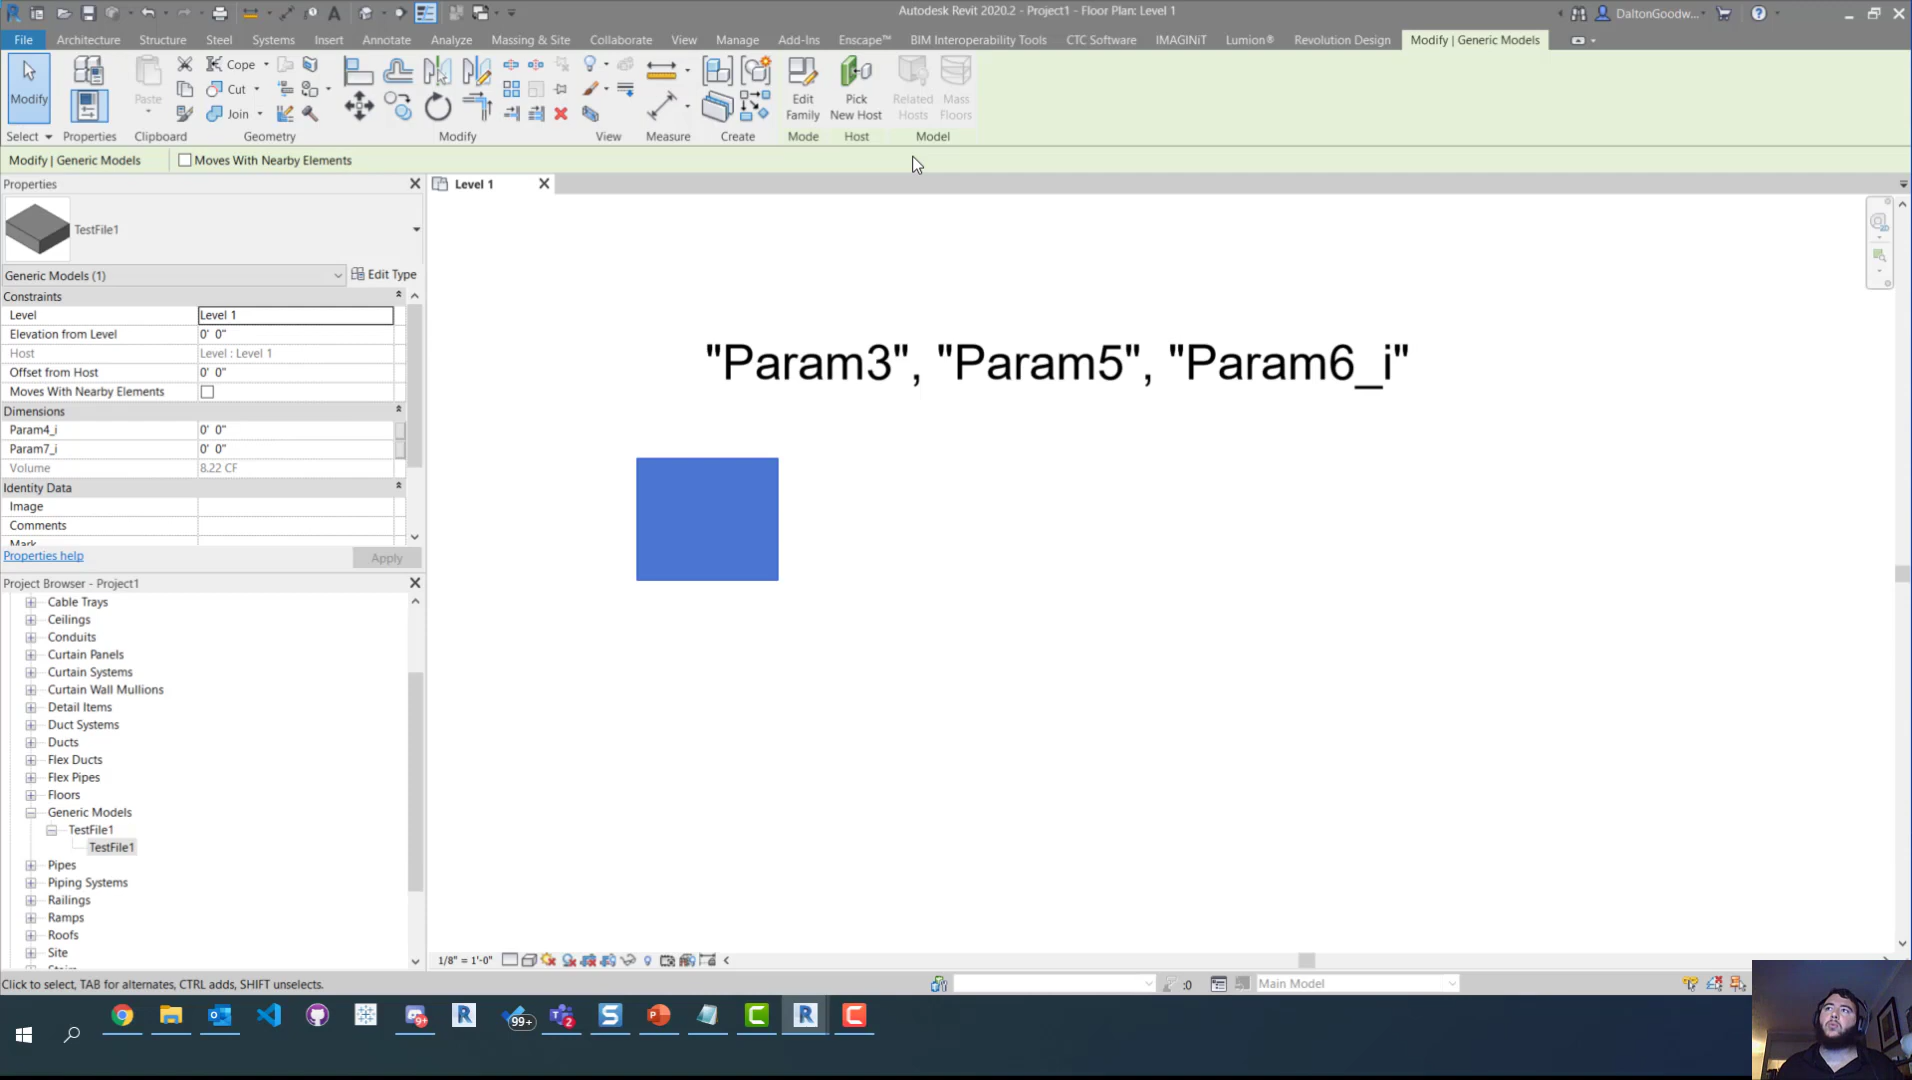 Autodesk Revit 2020.2 - Project1 - Floor Plan: Level 1
DaltonGoodw...
File Architecture Structure Steel Systems Insert Annotate Analyze Massing & Site Collaborate View Manage Add-Ins Enscape™ BIM Interoperability Tools CTC Software IMAGINiT Lumion® Revolution Design Modify | Generic Models
Modify
Paste
Cope
Cut
Join
Edit Family
Pick New Host
Related Hosts
Mass Floors
Select Properties Clipboard Geometry Modify View Measure Create Mode Host Model
Modify | Generic Models Moves With Nearby Elements
Properties
Level 1
TestFile1
Generic Models (1) Edit Type
Constraints
Level Level 1
Elevation from Level 0' 0"
Host Level : Level 1
Offset from Host 0' 0"
Moves With Nearby Elements
Dimensions
Param4_i 0' 0"
Param7_i 0' 0"
Volume 8.22 CF
Identity Data
Image
Comments
Mark
Properties help Apply
"Param3", "Param5", "Param6_i"
Project Browser - Project1
Cable Trays
Ceilings
Conduits
Curtain Panels
Curtain Systems
Curtain Wall Mullions
Detail Items
Duct Systems
Ducts
Flex Ducts
Flex Pipes
Floors
Generic Models
TestFile1
TestFile1
Pipes
Piping Systems
Railings
Ramps
Roofs
Site
1/8" = 1'-0"
Click to select, TAB for alternates, CTRL adds, SHIFT unselects.
:0
Main Model
99+